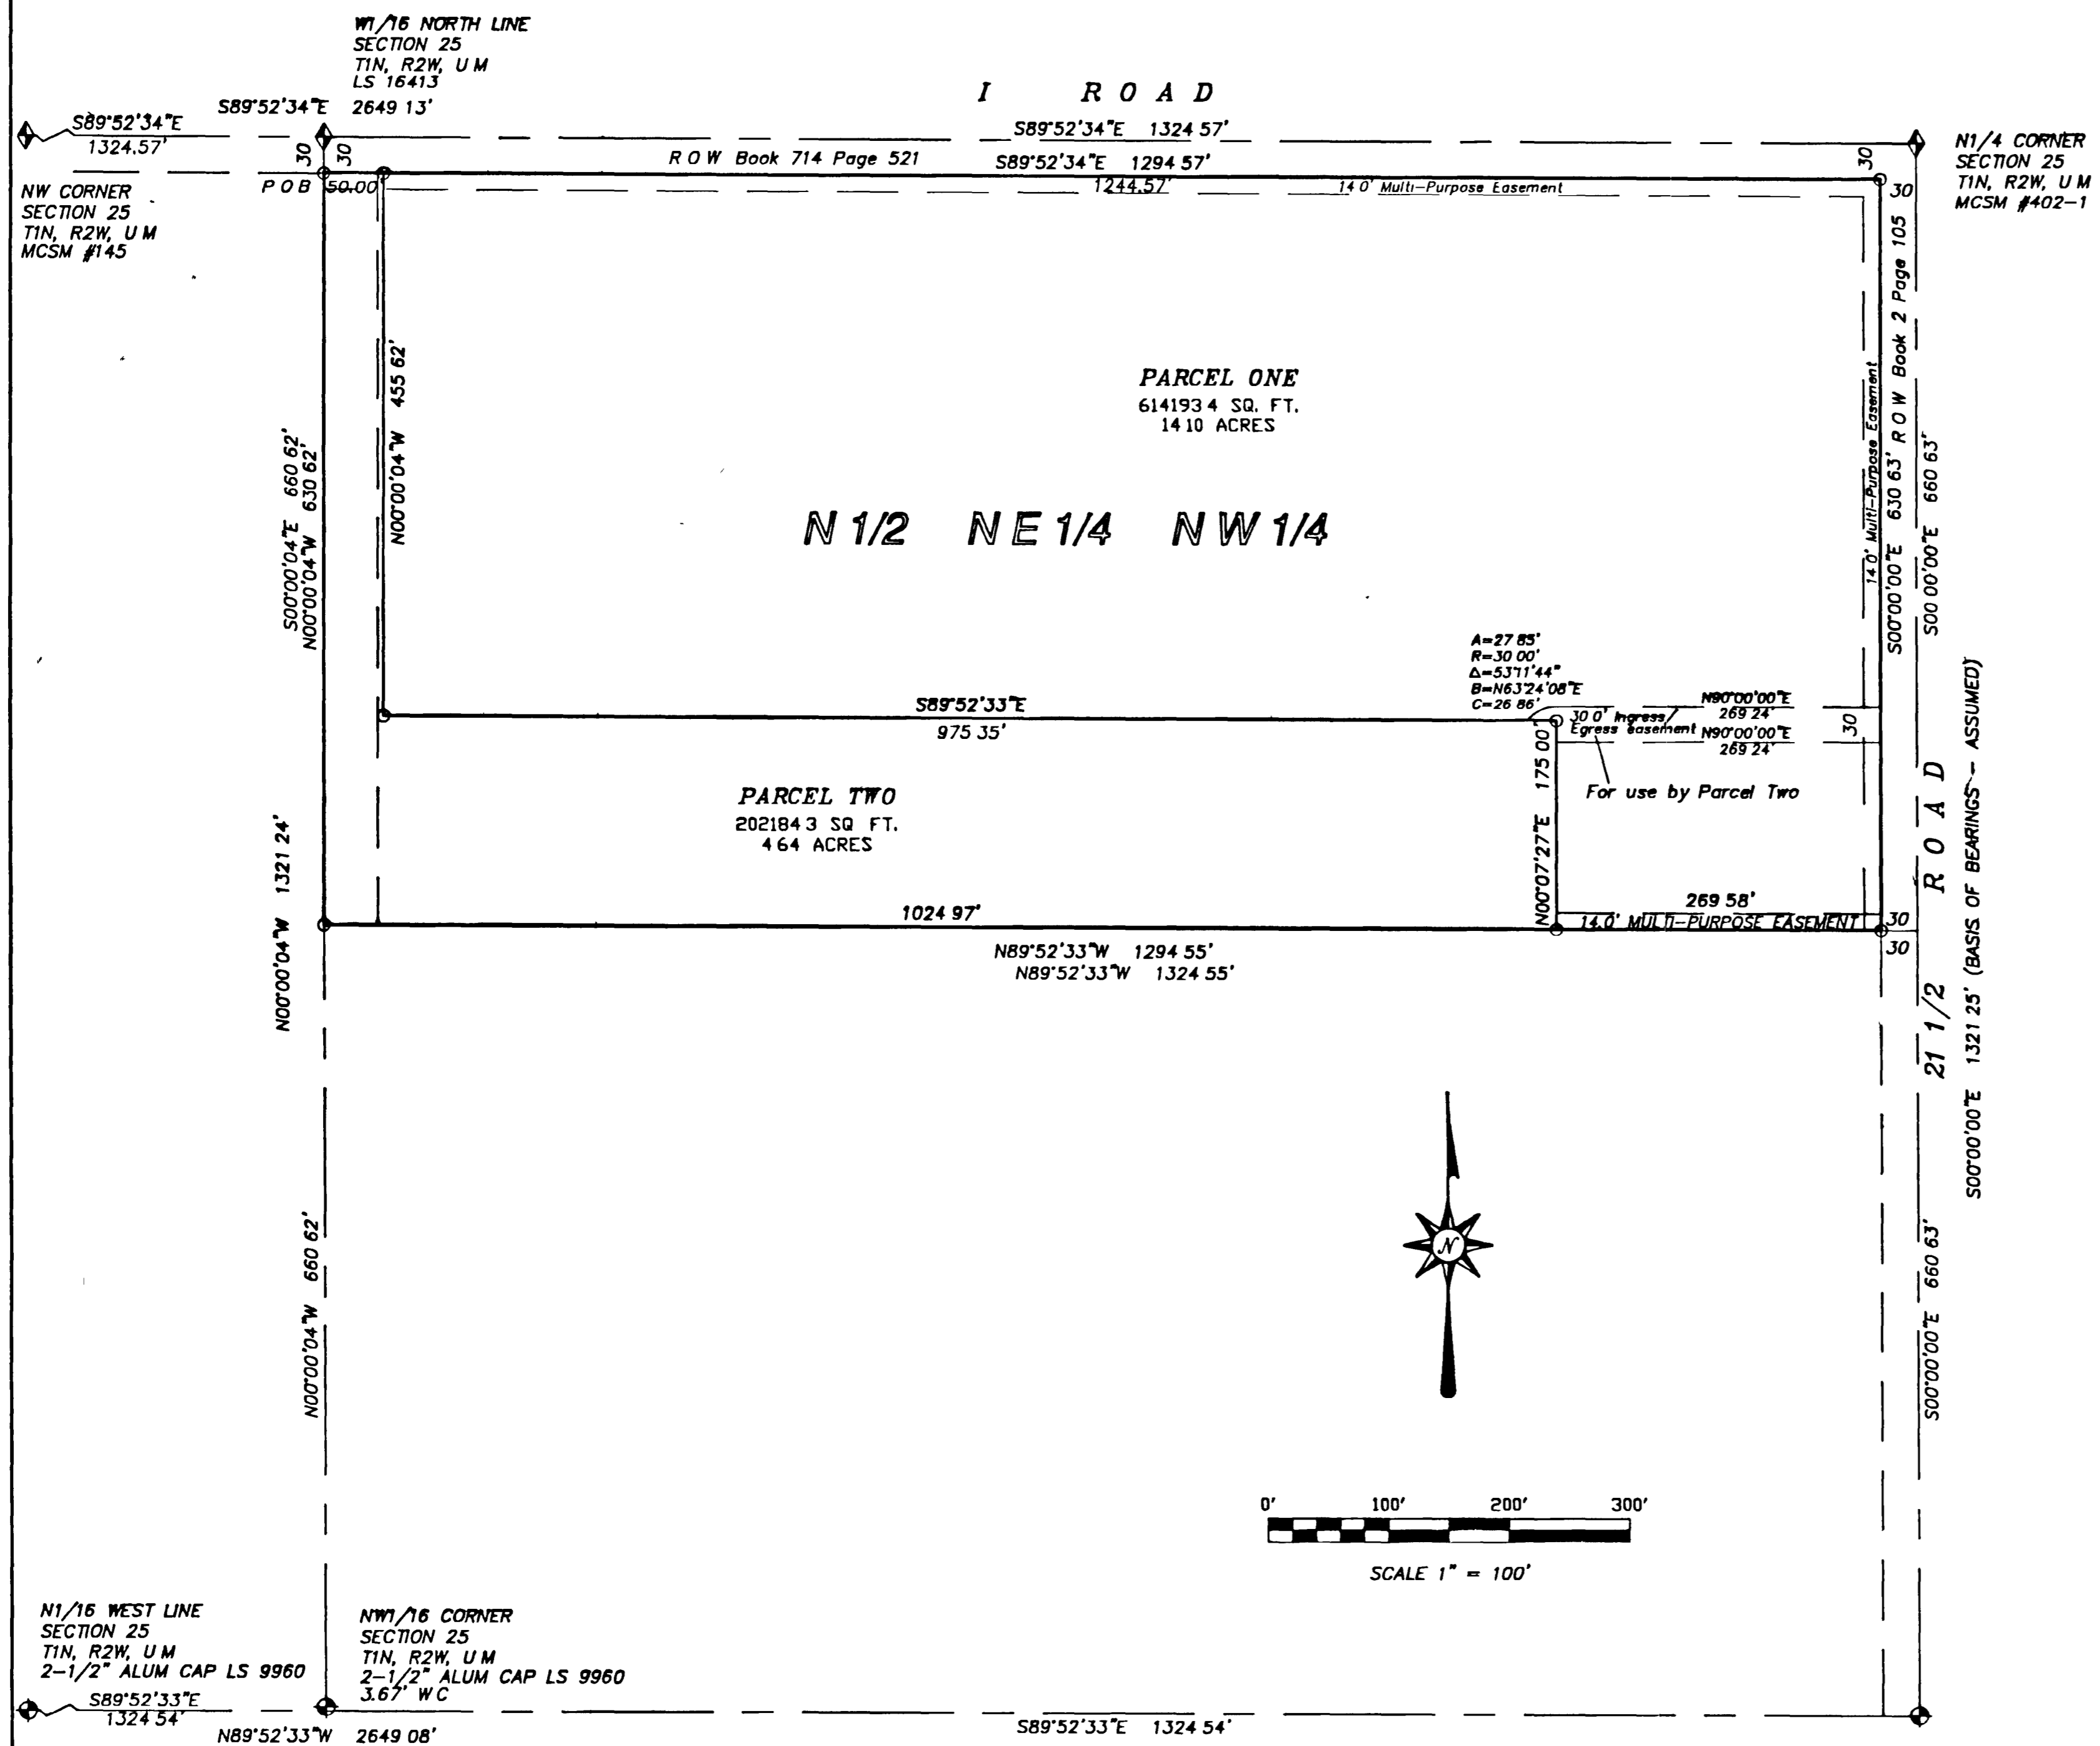 W1/16 NORTH LINE
SECTION 25
T1N, R2W, U M
LS 16413
S89°52'34"E 2649 13'
I ROAD
S89°52'34"E
1324.57'
S89°52'34"E 1324 57'
N1/4 CORNER
SECTION 25
T1N, R2W, U M
MCSM #402-1
30
30
R O W Book 714 Page 521
S89°52'34"E 1294 57'
30
NW CORNER
SECTION 25
T1N, R2W, U M
MCSM #145
P O B
50.00'
1244.57'
14 0' Multi-Purpose Easement
30
N00°00'04"W 455 62'
S00°00'04"E 660 62'
N00°00'04"W 630 62'
PARCEL ONE
614193 4 SQ. FT.
14 10 ACRES
N 1/2 NE 1/4 NW 1/4
14 0' Multi-Purpose Easement
S00°00'00"E 630 63' R O W Book 2 Page 105
S00 00'00"E 660 63'
A=27 85'
R=30 00'
Δ=53°11'44"
B=N63°24'08"E
C=26 86'
S89°52'33"E
975 35'
30 0' Ingress/
Egress easement
N90°00'00"E
269 24'
N90°00'00"E
269 24'
30
For use by Parcel Two
N00°07'27"E 175 00'
PARCEL TWO
202184 3 SQ FT.
4 64 ACRES
N00°00'04"W 1321 24'
1024 97'
269 58'
14.0' MULTI-PURPOSE EASEMENT
30
30
N89°52'33"W 1294 55'
N89°52'33"W 1324 55'
21 1/2 ROAD
S00°00'00"E 1321 25' (BASIS OF BEARINGS - ASSUMED)
N00°00'04"W 660 62'
S00°00'00"E 660 63'
N
0' 100' 200' 300'
SCALE 1" = 100'
N1/16 WEST LINE
SECTION 25
T1N, R2W, U M
2-1/2" ALUM CAP LS 9960
S89°52'33"E
1324 54'
NW1/16 CORNER
SECTION 25
T1N, R2W, U M
2-1/2" ALUM CAP LS 9960
3.67' W C
N89°52'33"W 2649 08'
S89°52'33"E 1324 54'